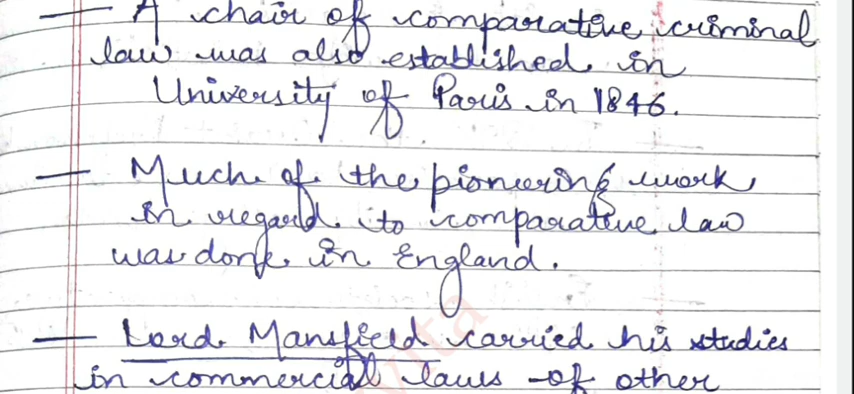 — A chair of comparative criminal
law was also established in
University of Paris in 1846.
— Much of the pioneering work
in regard to comparative law
was done in England.
— Lord Mansfield carried his studies
in commercial laws of other